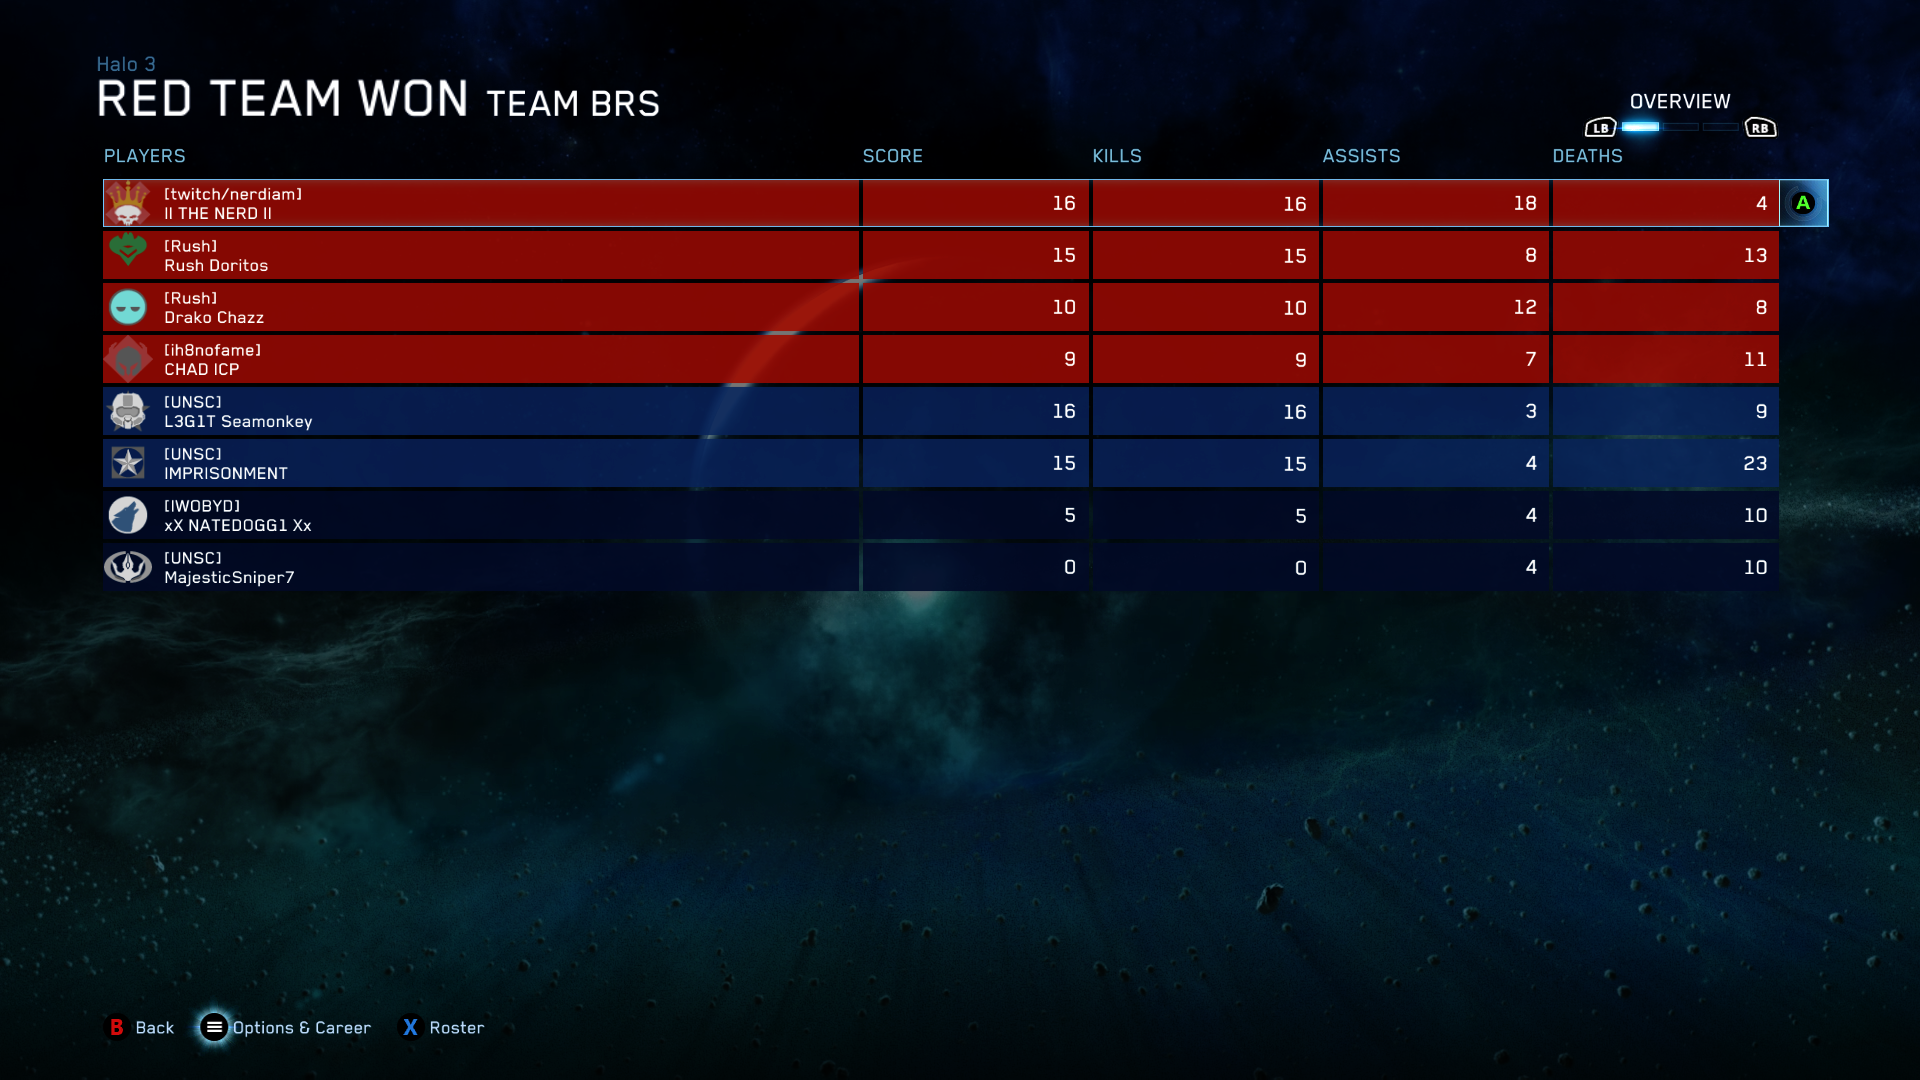 Halo 3
RED TEAM WON TEAM BRS
OVERVIEW
LB RB
PLAYERS SCORE KILLS ASSISTS DEATHS
[twitch/nerdiam]
II THE NERD II 16 16 18 4 A
[Rush]
Rush Doritos 15 15 8 13
[Rush]
Drako Chazz 10 10 12 8
[ih8nofame]
CHAD ICP 9 9 7 11
[UNSC]
L3G1T Seamonkey 16 16 3 9
[UNSC]
IMPRISONMENT 15 15 4 23
[IWOBYD]
xX NATEDOGG1 Xx 5 5 4 10
[UNSC]
MajesticSniper7 0 0 4 10
B Back Options & Career X Roster